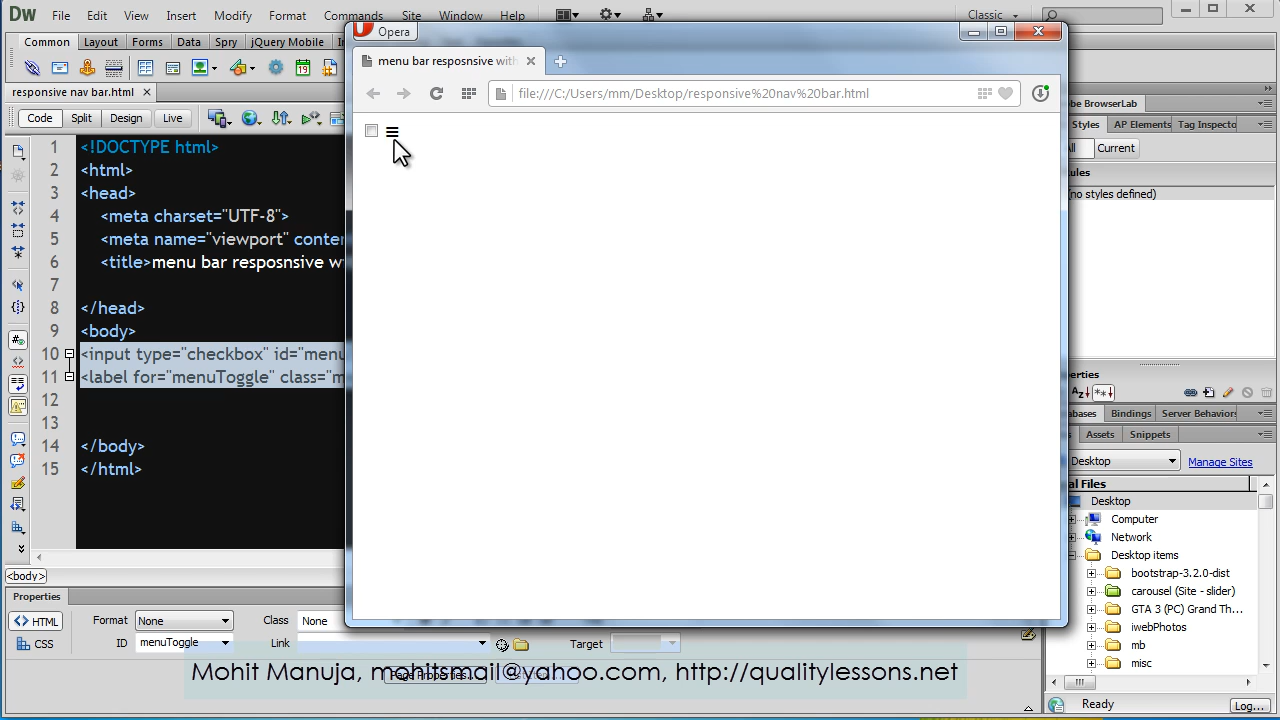 Dw File Edit View Insert Modify Format Commands Site Window Help Classic
Common Layout Forms Data Spry jQuery Mobile
Opera
menu bar resposnsive with
file:///C:/Users/mm/Desktop/responsive%20nav%20bar.html
responsive nav bar.html
Code Split Design Live
be BrowserLab
Styles AP Elements Tag Inspecto
All Current
ules
(no styles defined)
1 <!DOCTYPE html>
2 <html>
3 <head>
4 <meta charset="UTF-8">
5 <meta name="viewport" conten
6 <title>menu bar resposnsive w
7
8 </head>
9 <body>
10 <input type="checkbox" id="menu
11 <label for="menuToggle" class="m
12
13
14 </body>
15 </html>
perties
abases Bindings Server Behaviors
s Assets Snippets
Desktop Manage Sites
al Files
Desktop
Computer
Network
Desktop items
bootstrap-3.2.0-dist
carousel (Site - slider)
GTA 3 (PC) Grand Th...
iwebPhotos
mb
misc
Ready Log...
<body>
Properties
<> HTML Format None Class None
CSS ID menuToggle Link Target
Page Properties...
Mohit Manuja, mohitsmail@yahoo.com, http://qualitylessons.net